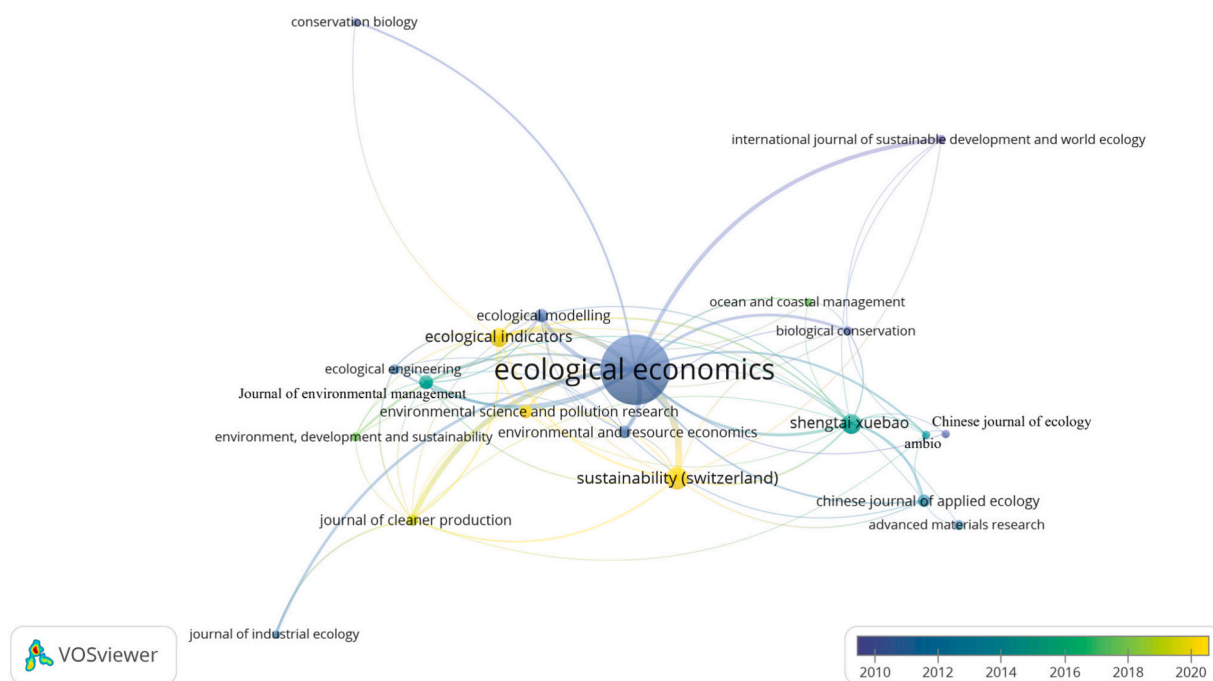 conservation biology
international journal of sustainable development and world ecology
ocean and coastal management
ecological modelling
biological conservation
ecological indicators
ecological engineering
ecological economics
Journal of environmental management
environmental science and pollution research
shengtai xuebao
Chinese journal of ecology
environment, development and sustainability
environmental and resource economics
ambio
sustainability (switzerland)
chinese journal of applied ecology
journal of cleaner production
advanced materials research
journal of industrial ecology
VOSviewer
2010 2012 2014 2016 2018 2020